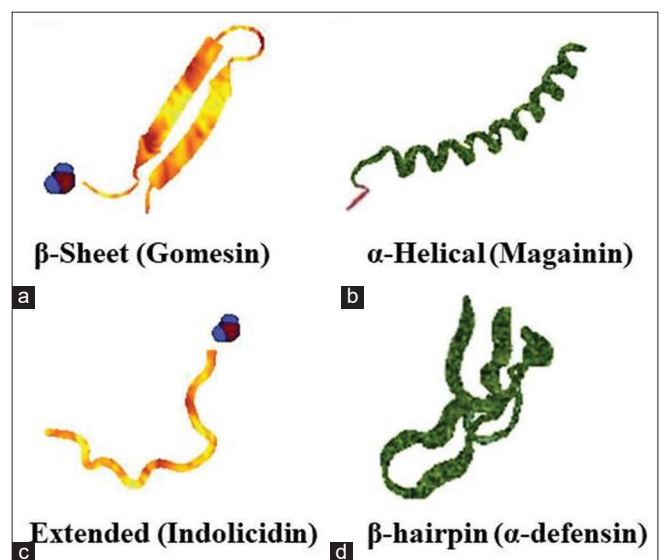 β-Sheet (Gomesin)
α-Helical (Magainin)
a
b
Extended (Indolicidin)
β-hairpin (α-defensin)
c
d